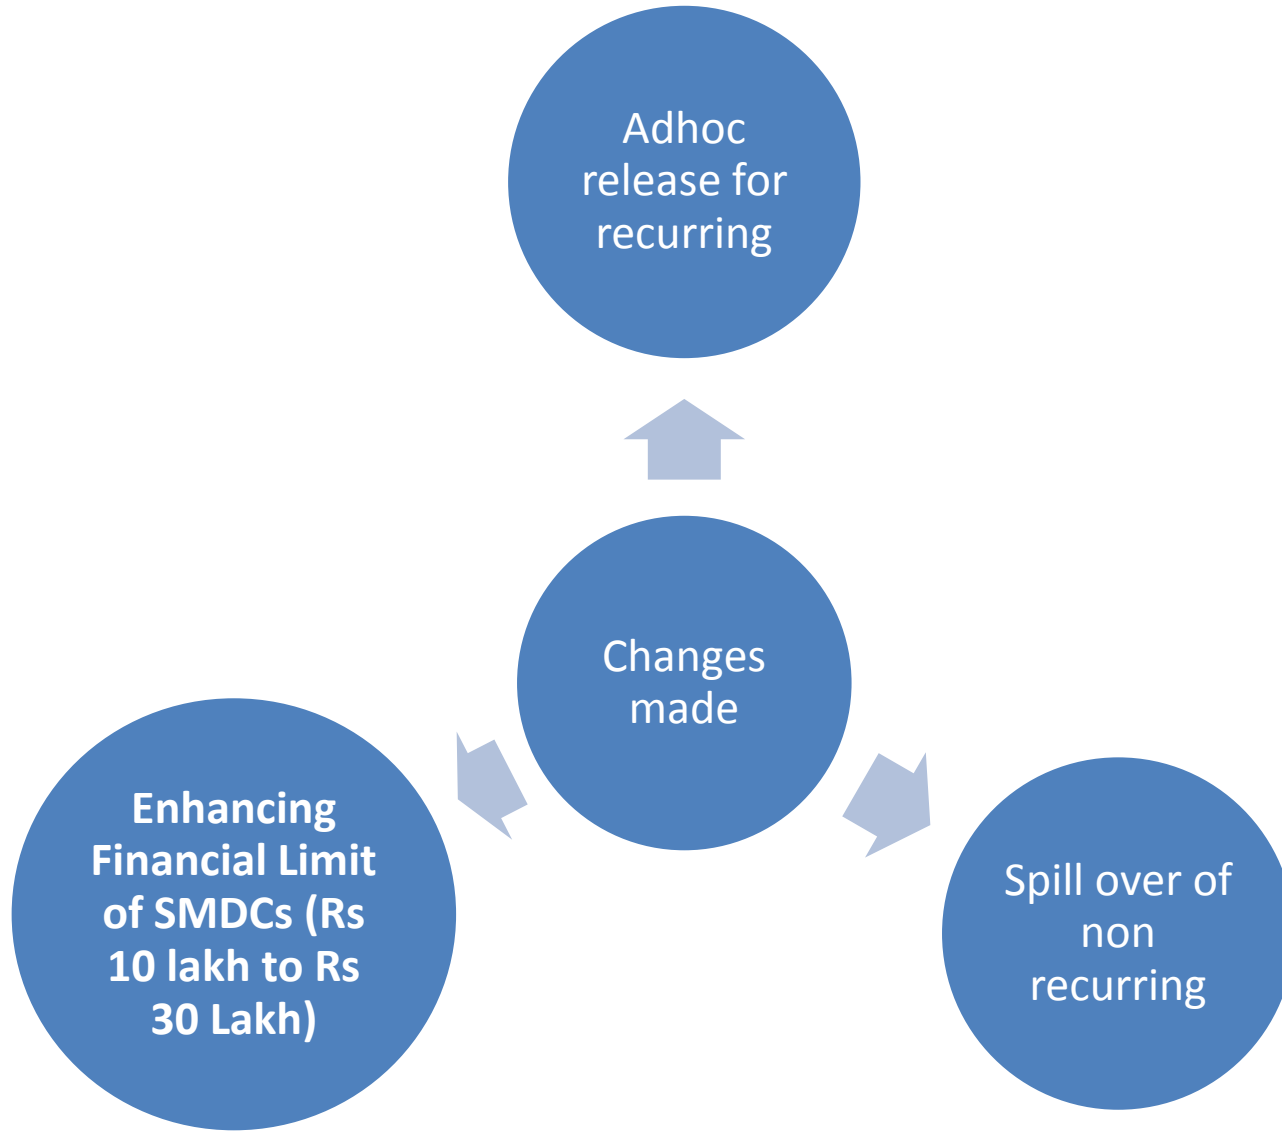 Adhoc
release for
recurring
Changes
made
Enhancing
Financial Limit
of SMDCs (Rs
10 lakh to Rs
30 Lakh)
Spill over of
non
recurring